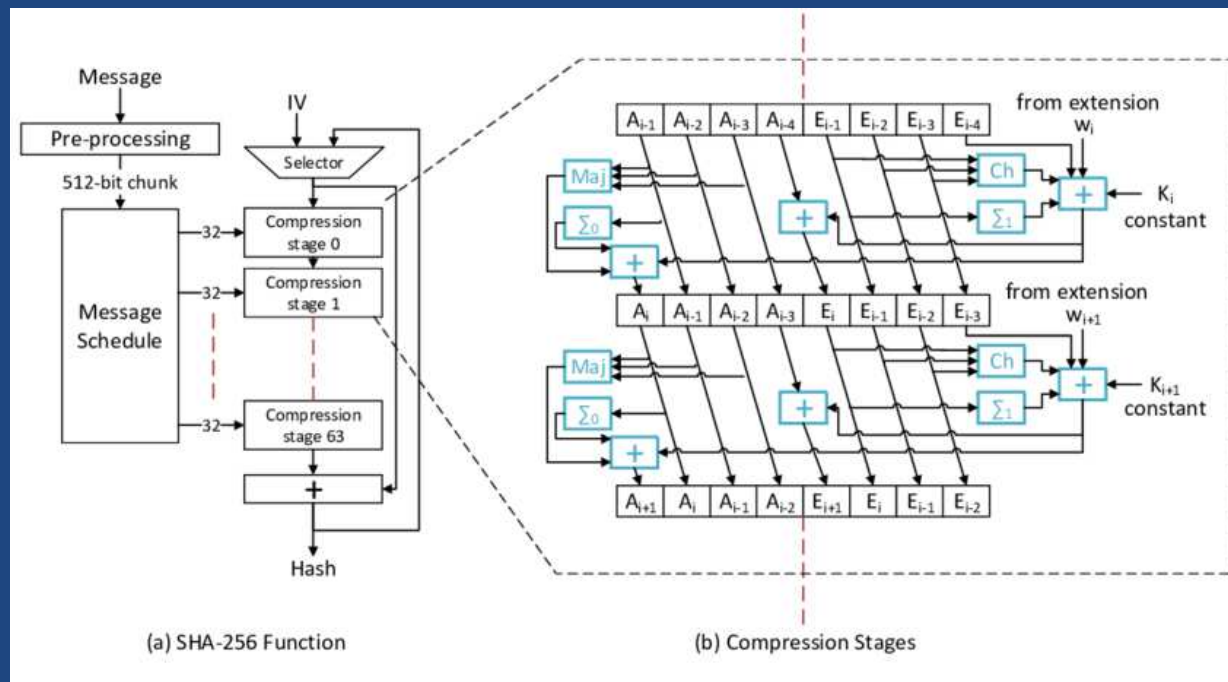 Message
Pre-processing
512-bit chunk
Message
Schedule
IV
Selector
32
Compression
stage 0
32
Compression
stage 1
32
Compression
stage 63
+
Hash
(a) SHA-256 Function
A_{i-1} A_{i-2} A_{i-3} A_{i-4} E_{i-1} E_{i-2} E_{i-3} E_{i-4}
from extension
w_i
Maj
Ch
+
K_i
constant
∑_0
+
∑_1
+
from extension
w_{i+1}
A_i A_{i-1} A_{i-2} A_{i-3} E_i E_{i-1} E_{i-2} E_{i-3}
Maj
Ch
+
K_{i+1}
constant
∑_0
+
∑_1
+
A_{i+1} A_i A_{i-1} A_{i-2} E_{i+1} E_i E_{i-1} E_{i-2}
(b) Compression Stages